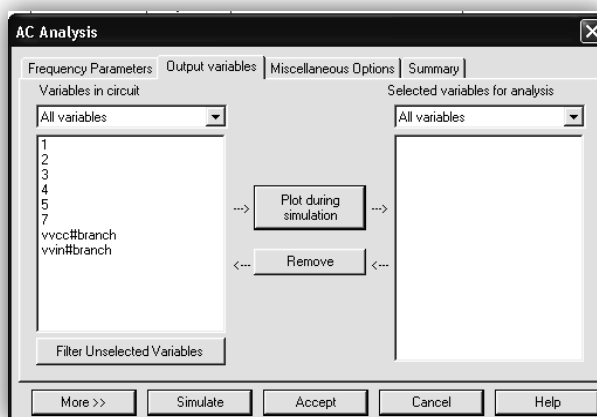 AC Analysis
Frequency Parameters Output variables Miscellaneous Options Summary
Variables in circuit
Selected variables for analysis
All variables
All variables
1
2
3
4
5
7
vvcc#branch
vvin#branch
---> Plot during simulation --->
<--- Remove <---
Filter Unselected Variables
More >> Simulate Accept Cancel Help